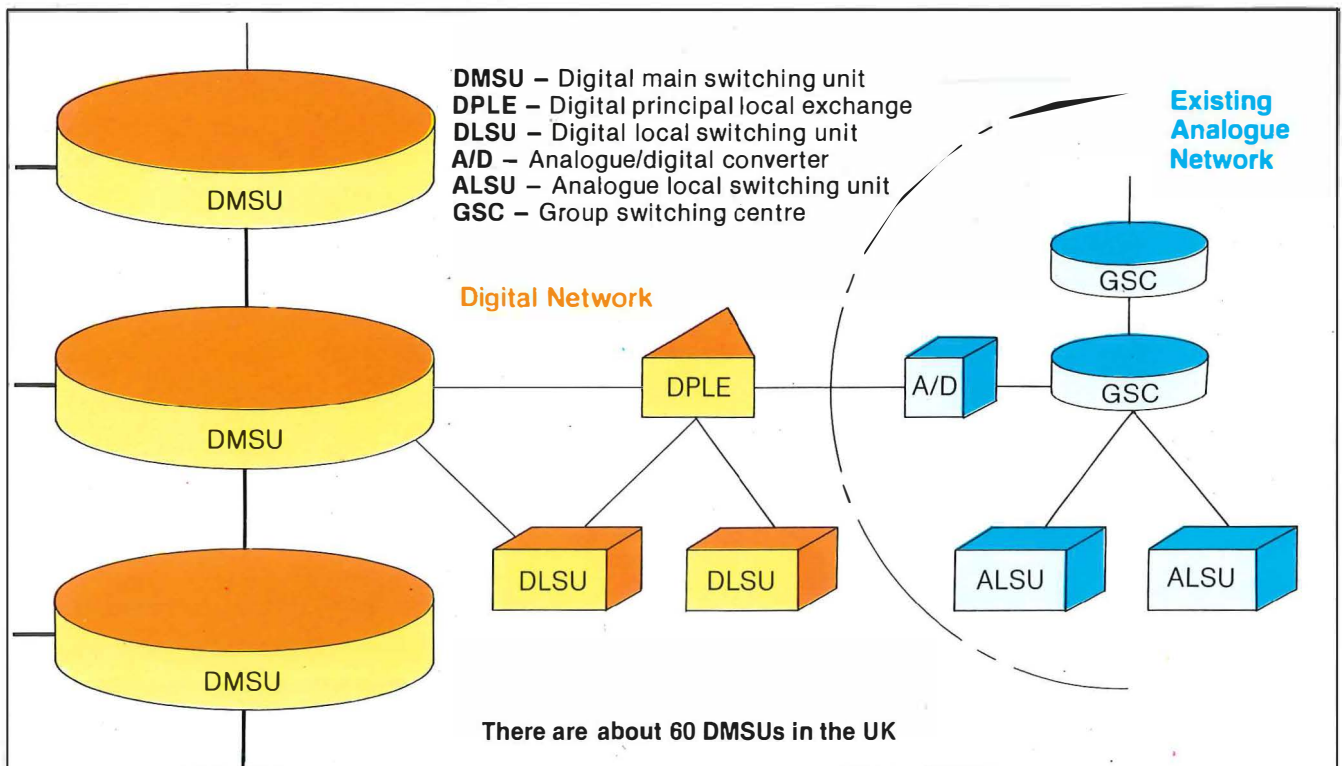 DMSU – Digital main switching unit
DPLE – Digital principal local exchange
DLSU – Digital local switching unit
A/D – Analogue/digital converter
ALSU – Analogue local switching unit
GSC – Group switching centre
Existing
Analogue
Network
DMSU
GSC
Digital Network
DPLE
A/D
GSC
DMSU
DLSU
DLSU
ALSU
ALSU
DMSU
There are about 60 DMSUs in the UK